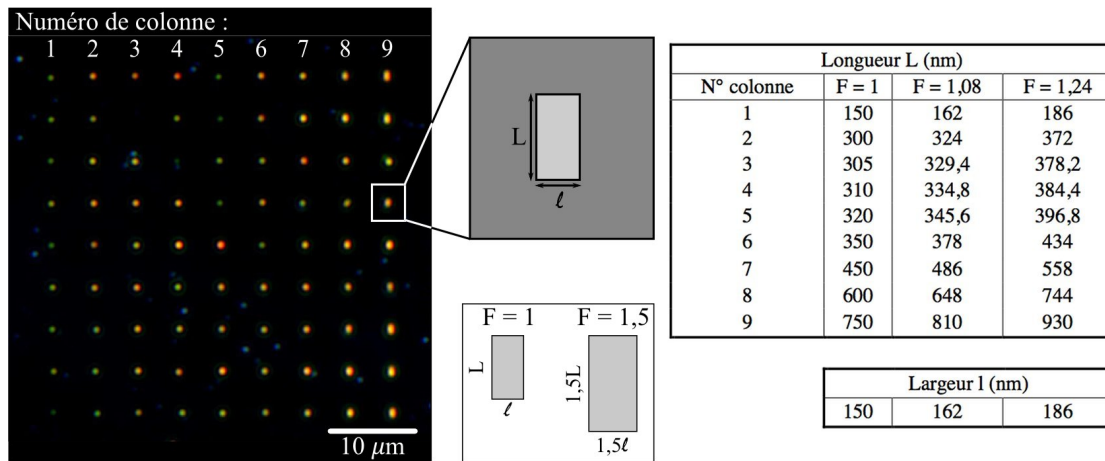 Numéro de colonne :
1 2 3 4 5 6 7 8 9
10 µm
L
ℓ
F = 1 F = 1,5
L
ℓ
1,5L
1,5ℓ
Longueur L (nm)
N° colonne F = 1 F = 1,08 F = 1,24
1 150 162 186
2 300 324 372
3 305 329,4 378,2
4 310 334,8 384,4
5 320 345,6 396,8
6 350 378 434
7 450 486 558
8 600 648 744
9 750 810 930
Largeur l (nm)
150 162 186